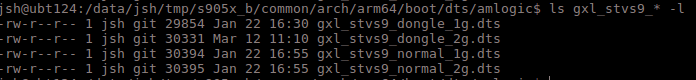 jsh@ubt124:/data/jsh/tmp/s905x_b/common/arch/arm64/boot/dts/amlogic$ ls gxl_stvs9_* -l
-rw-r--r-- 1 jsh git 29854 Jan 22 16:30 gxl_stvs9_dongle_1g.dts
-rw-r--r-- 1 jsh git 30331 Mar 12 11:10 gxl_stvs9_dongle_2g.dts
-rw-r--r-- 1 jsh git 30394 Jan 22 16:55 gxl_stvs9_normal_1g.dts
-rw-r--r-- 1 jsh git 30395 Jan 22 16:55 gxl_stvs9_normal_2g.dts